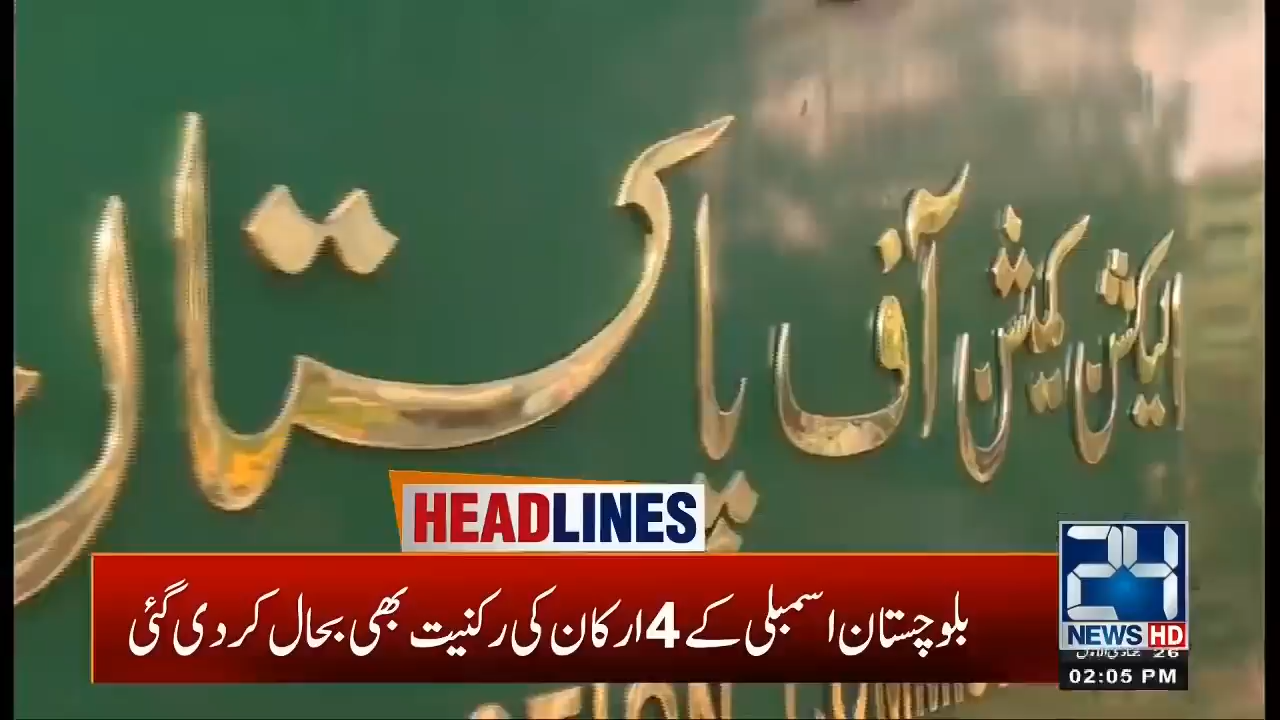 الیکشن کمیشن آف پاکستان
HEADLINES
بلوچستان اسمبلی کے 4 ارکان کی رکنیت بھی بحال کر دی گئی
24
NEWS HD
26
02:05 PM